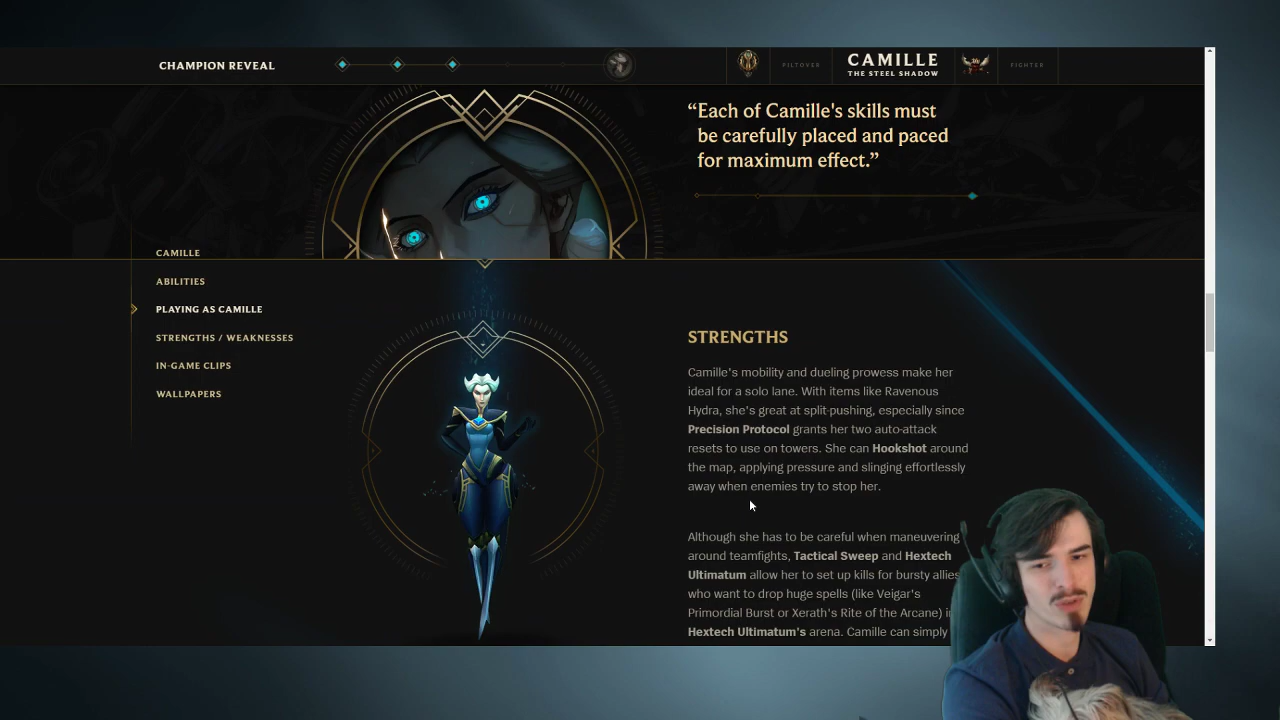 CHAMPION REVEAL
PILTOVER
CAMILLE
THE STEEL SHADOW
FIGHTER
“Each of Camille's skills must
be carefully placed and paced
for maximum effect.”
CAMILLE
ABILITIES
PLAYING AS CAMILLE
STRENGTHS / WEAKNESSES
IN-GAME CLIPS
WALLPAPERS
STRENGTHS
Camille's mobility and dueling prowess make her
ideal for a solo lane. With items like Ravenous
Hydra, she's great at split-pushing, especially since
Precision Protocol grants her two auto-attack
resets to use on towers. She can Hookshot around
the map, applying pressure and slinging effortlessly
away when enemies try to stop her.
Although she has to be careful when maneuvering
around teamfights, Tactical Sweep and Hextech
Ultimatum allow her to set up kills for bursty allies
who want to drop huge spells (like Veigar's
Primordial Burst or Xerath's Rite of the Arcane) in
Hextech Ultimatum's arena. Camille can simply